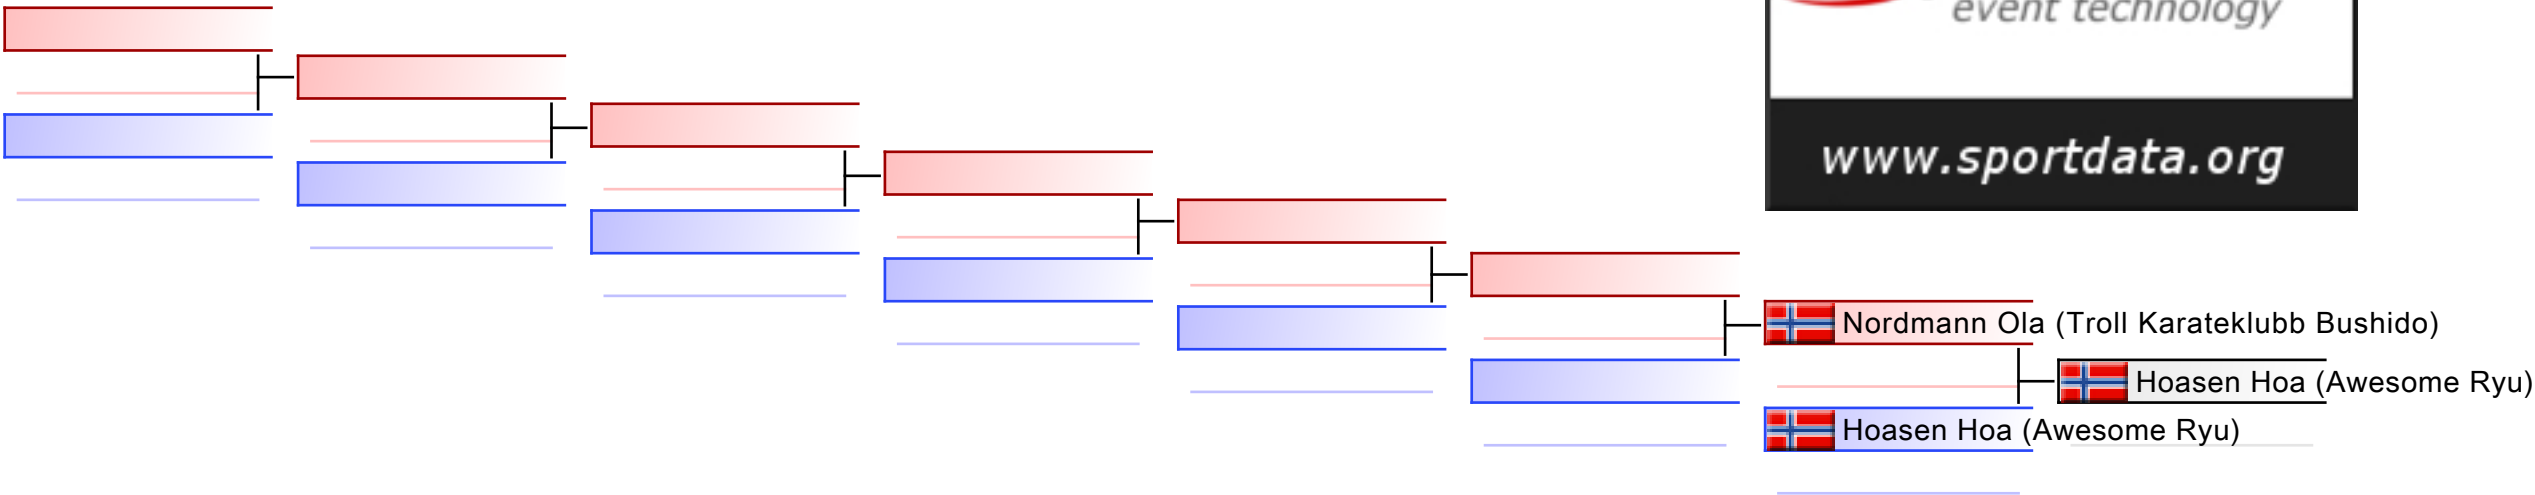 event technology
www.sportdata.org
Nordmann Ola (Troll Karateklubb Bushido)
Hoasen Hoa (Awesome Ryu)
Hoasen Hoa (Awesome Ryu)